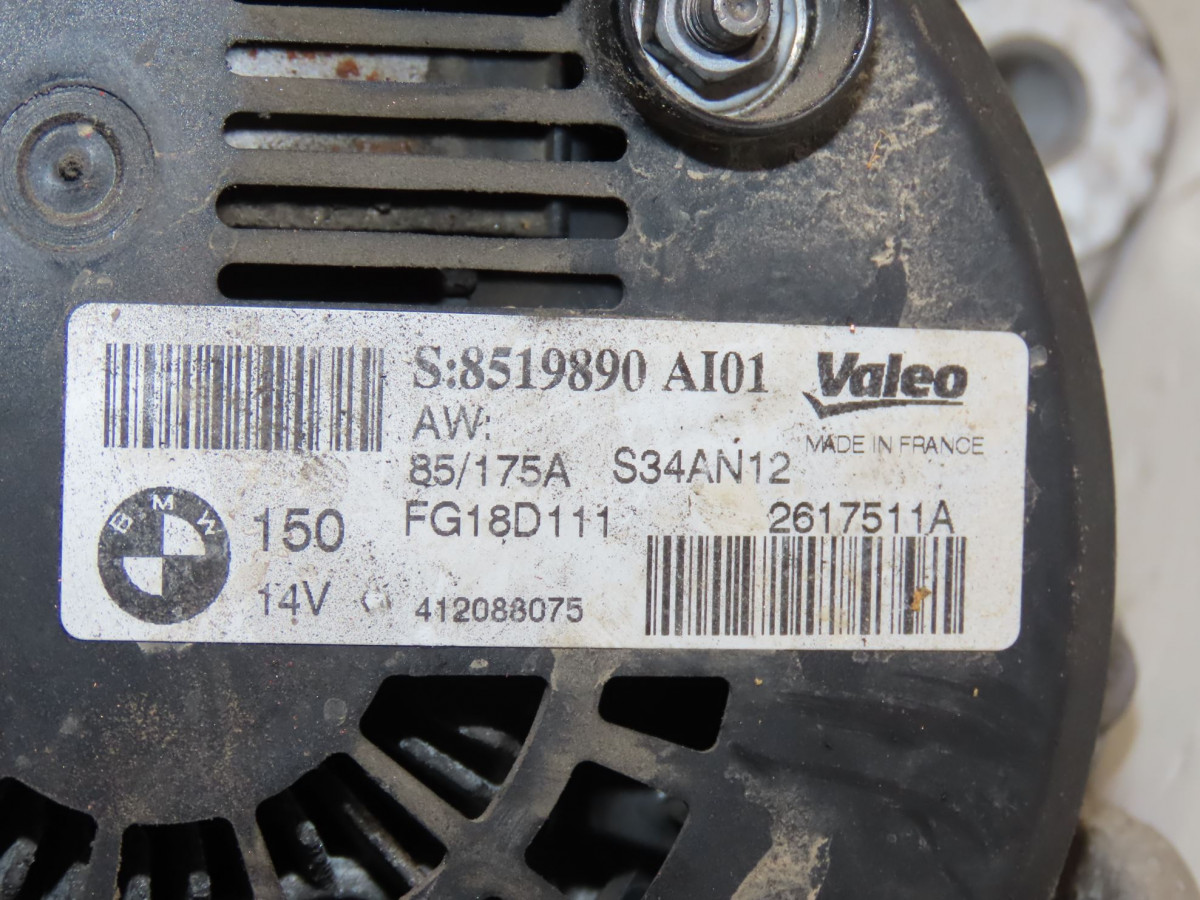 S:8519890 AI01
Valeo
AW:
MADE IN FRANCE
85/175A S34AN12
BMW
150
FG18D111
2617511A
14V
412088075